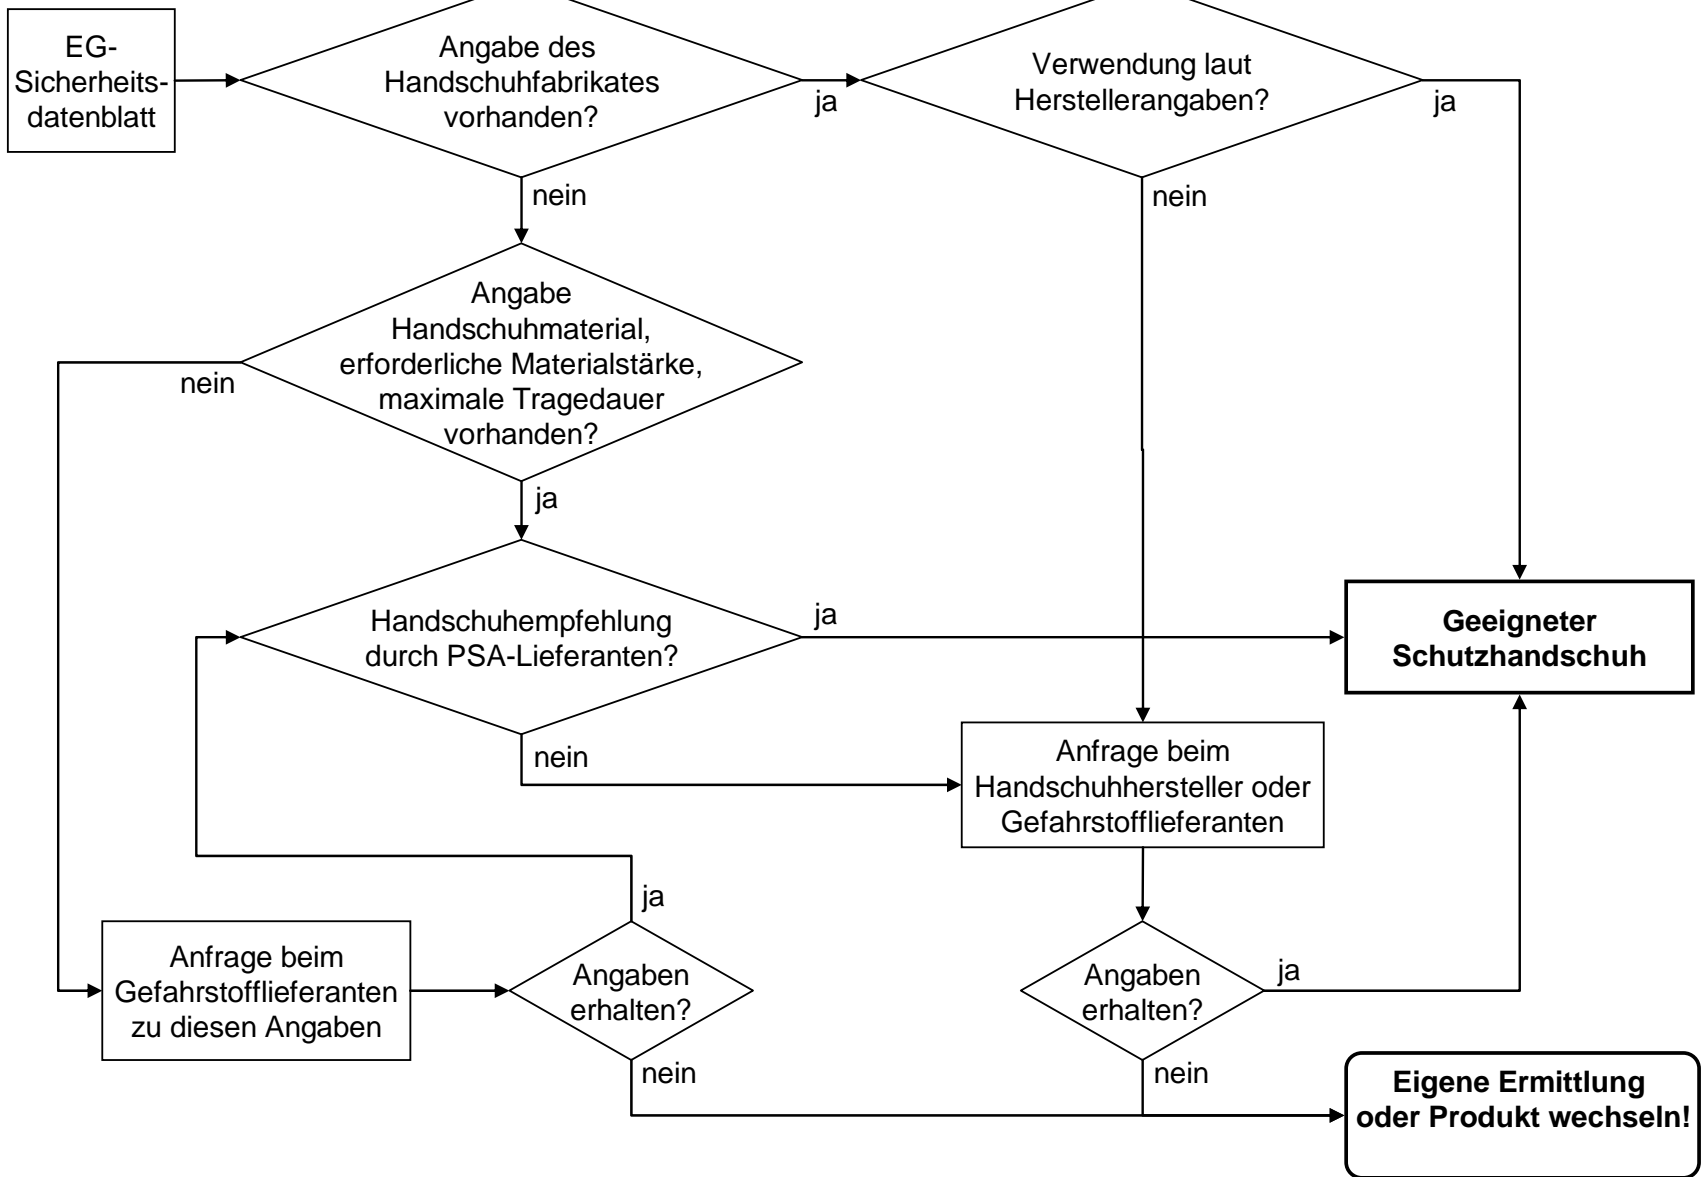 EG-
Sicherheits-
datenblatt
Angabe des
Handschuhfabrikates
vorhanden?
ja
Verwendung laut
Herstellerangaben?
ja
nein
nein
Angabe
Handschuhmaterial,
erforderliche Materialstärke,
maximale Tragedauer
vorhanden?
nein
ja
Handschuhempfehlung
durch PSA-Lieferanten?
ja
Geeigneter
Schutzhandschuh
nein
Anfrage beim
Handschuhhersteller oder
Gefahrstofflieferanten
ja
Anfrage beim
Gefahrstofflieferanten
zu diesen Angaben
Angaben
erhalten?
Angaben
erhalten?
ja
nein
nein
Eigene Ermittlung
oder Produkt wechseln!